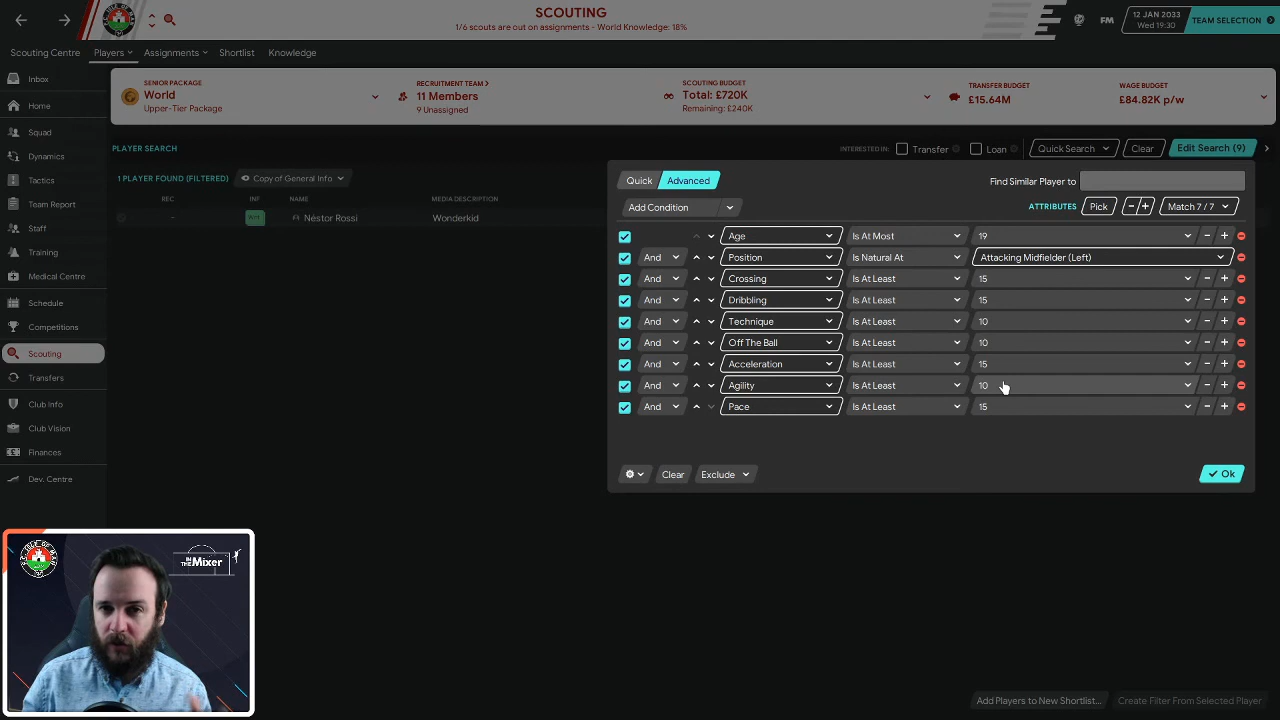 SCOUTING
1/6 scouts are out on assignments - World Knowledge: 18%
FM
12 JAN 2033
Wed 19:30
TEAM SELECTION
Scouting Centre
Players
Assignments
Shortlist
Knowledge
Inbox
Home
Squad
Dynamics
Tactics
Team Report
Staff
Training
Medical Centre
Schedule
Competitions
Scouting
Transfers
Club Info
Club Vision
Finances
Dev. Centre
SENIOR PACKAGE
World
Upper-Tier Package
RECRUITMENT TEAM
11 Members
9 Unassigned
SCOUTING BUDGET
Total: £720K
Remaining: £240K
TRANSFER BUDGET
£15.64M
WAGE BUDGET
£84.82K p/w
PLAYER SEARCH
INTERESTED IN:
Transfer
Loan
Quick Search
Clear
Edit Search (9)
1 PLAYER FOUND (FILTERED)
Copy of General Info
REC INF NAME MEDIA DESCRIPTION
- Néstor Rossi Wonderkid
Quick
Advanced
Find Similar Player to
Add Condition
ATTRIBUTES
Pick
Match 7 / 7
Age Is At Most 19
And Position Is Natural At Attacking Midfielder (Left)
And Crossing Is At Least 15
And Dribbling Is At Least 15
And Technique Is At Least 10
And Off The Ball Is At Least 10
And Acceleration Is At Least 15
And Agility Is At Least 10
And Pace Is At Least 15
Clear
Exclude
Ok
IN THE Mixer
Add Players to New Shortlist...
Create Filter From Selected Player